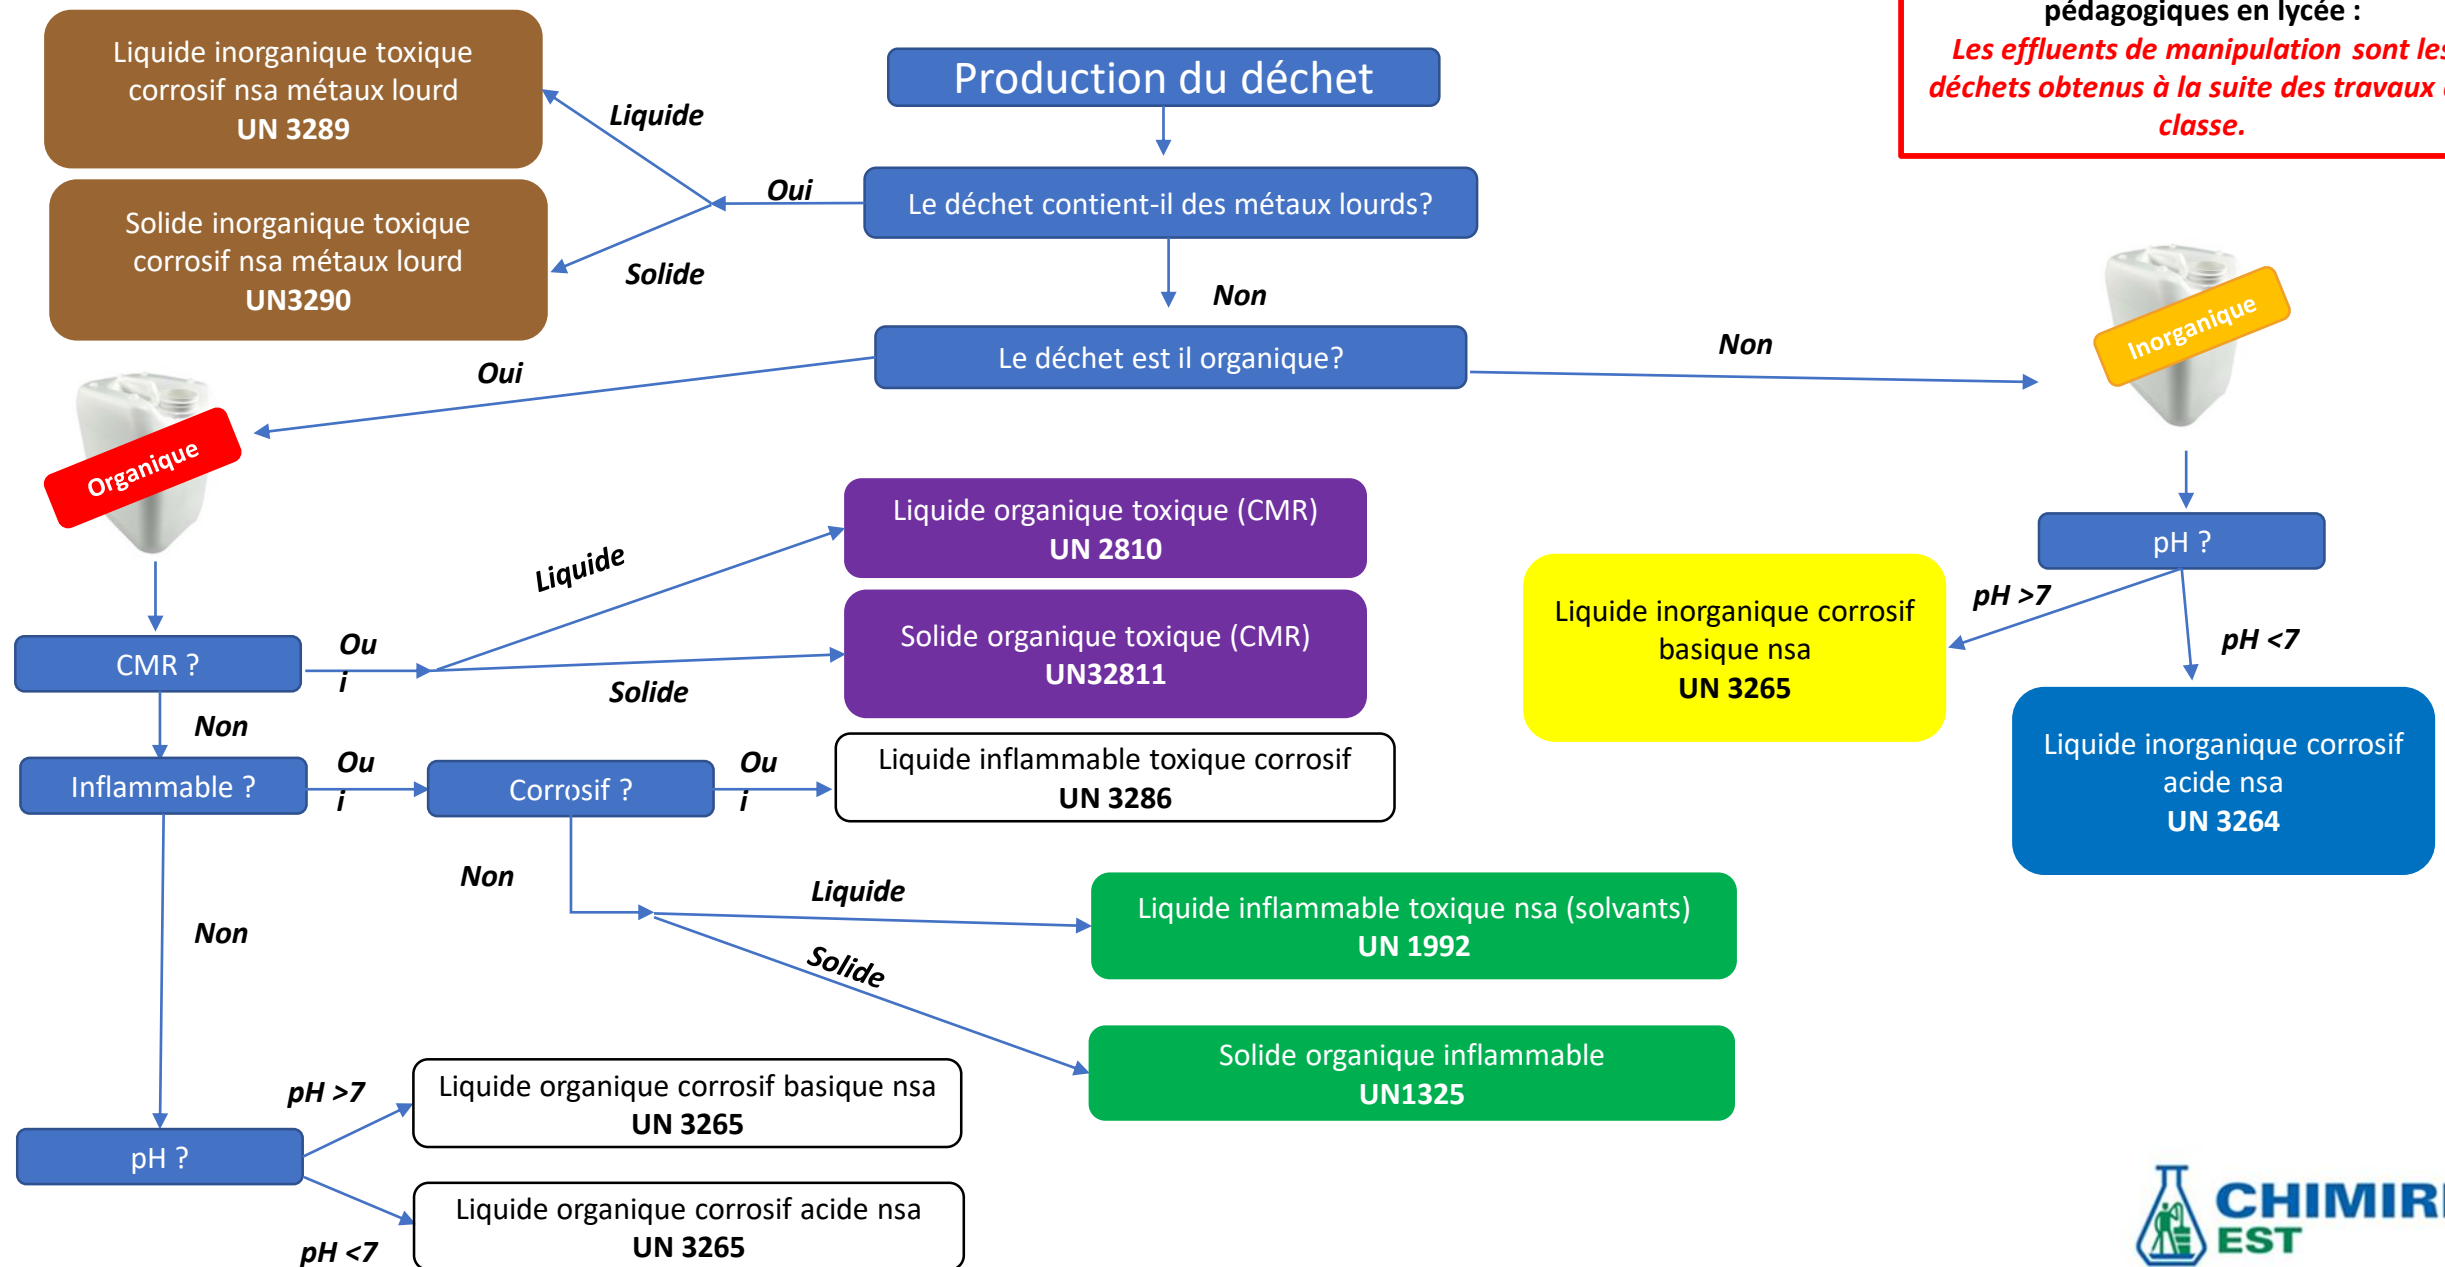 pédagogiques en lycée :
Les effluents de manipulation sont les
déchets obtenus à la suite des travaux
classe.
Production du déchet
Le déchet contient-il des métaux lourds?
Oui
Liquide
Liquide inorganique toxique
corrosif nsa métaux lourd
UN 3289
Solide
Solide inorganique toxique
corrosif nsa métaux lourd
UN3290
Non
Le déchet est il organique?
Oui
Non
Organique
Inorganique
CMR ?
Ou
i
Liquide
Liquide organique toxique (CMR)
UN 2810
Solide
Solide organique toxique (CMR)
UN32811
Non
Inflammable ?
Ou
i
Corrosif ?
Ou
i
Liquide inflammable toxique corrosif
UN 3286
Non
Liquide
Liquide inflammable toxique nsa (solvants)
UN 1992
Solide
Solide organique inflammable
UN1325
Non
pH ?
pH >7
Liquide organique corrosif basique nsa
UN 3265
pH <7
Liquide organique corrosif acide nsa
UN 3265
pH ?
pH >7
Liquide inorganique corrosif
basique nsa
UN 3265
pH <7
Liquide inorganique corrosif
acide nsa
UN 3264
CHIMIR
EST